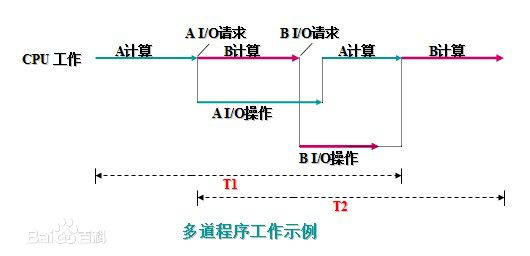 A I/O请求 B I/O请求
CPU 工作 A计算 B计算 A计算 B计算
A I/O操作
B I/O操作
T1
T2
多道程序工作示例
Bai百科